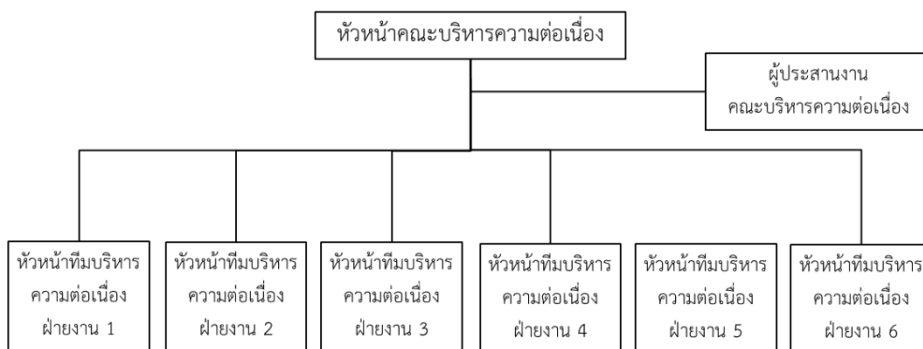 หัวหน้าคณะบริหารความต่อเนื่อง
ผู้ประสานงาน
คณะบริหารความต่อเนื่อง
หัวหน้าทีมบริหาร
ความต่อเนื่อง
ฝ่ายงาน 1
หัวหน้าทีมบริหาร
ความต่อเนื่อง
ฝ่ายงาน 2
หัวหน้าทีมบริหาร
ความต่อเนื่อง
ฝ่ายงาน 3
หัวหน้าทีมบริหาร
ความต่อเนื่อง
ฝ่ายงาน 4
หัวหน้าทีมบริหาร
ความต่อเนื่อง
ฝ่ายงาน 5
หัวหน้าทีมบริหาร
ความต่อเนื่อง
ฝ่ายงาน 6